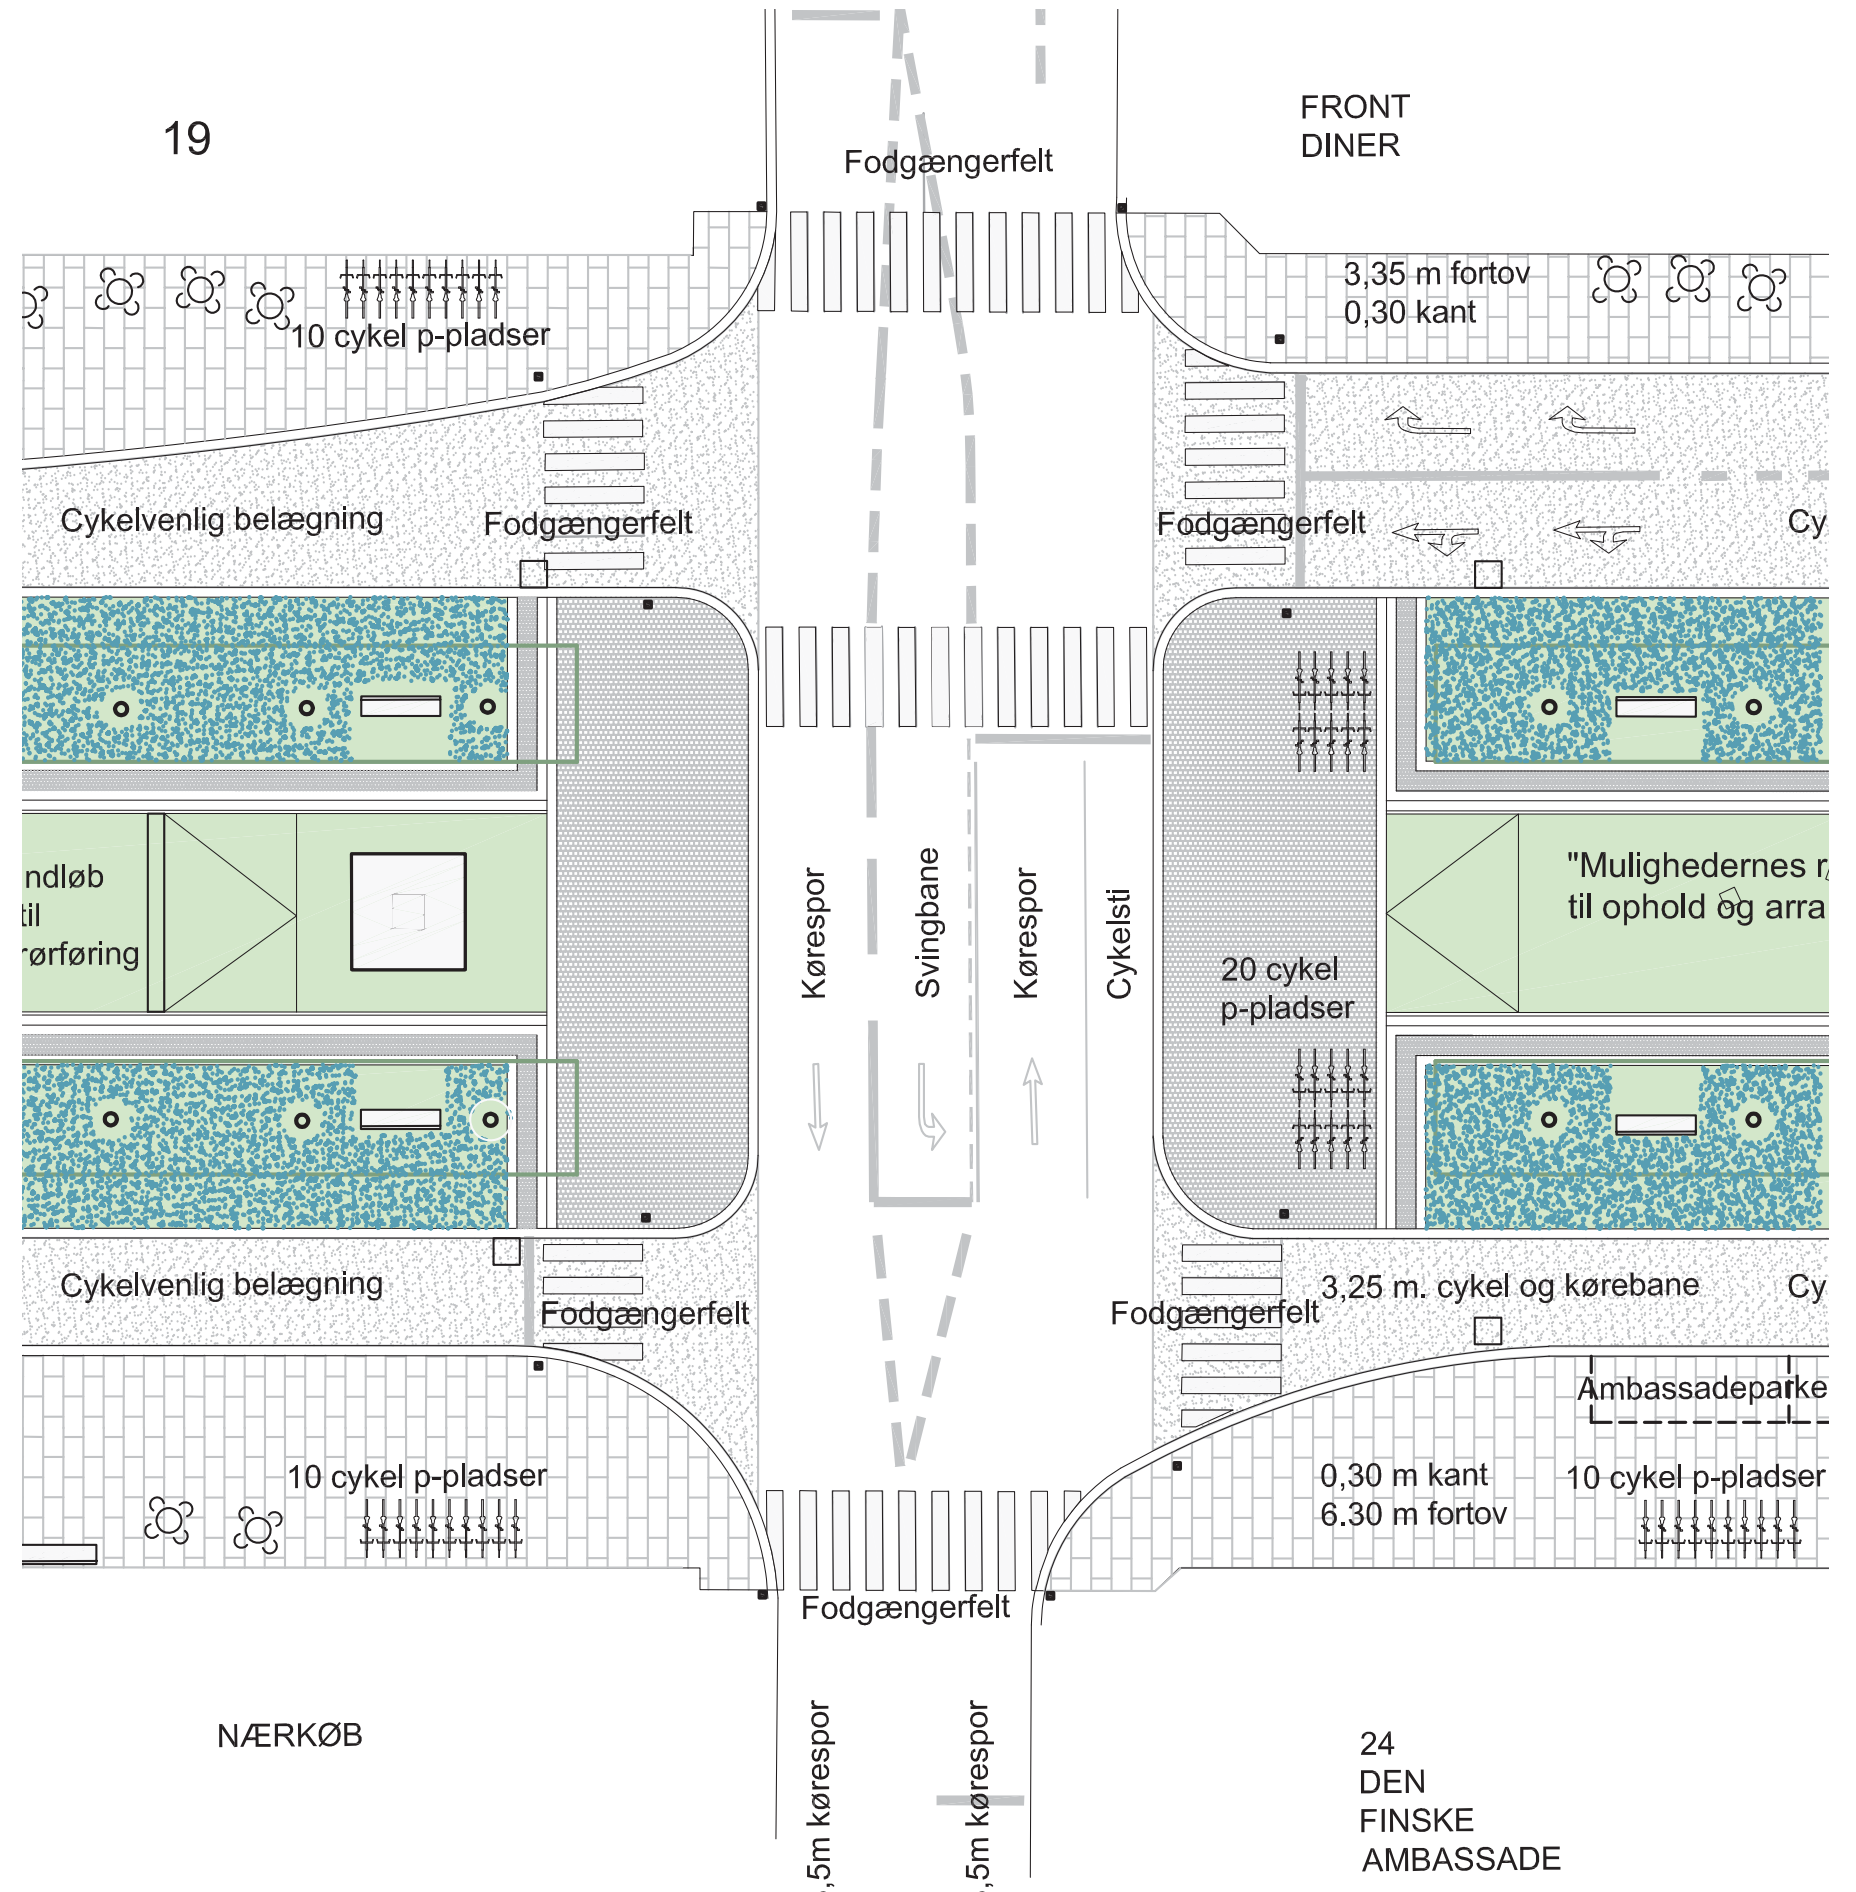 19
FRONT
DINER
Fodgængerfelt
3,35 m fortov
0,30 kant
10 cykel p-pladser
Cykelvenlig belægning
Fodgængerfelt
Fodgængerfelt
Cy
Kørespor
Svingbane
Kørespor
Cykelsti
ndløb
til
rørføring
"Mulighedernes r
til ophold og arra
20 cykel
p-pladser
Cykelvenlig belægning
Fodgængerfelt
Fodgængerfelt
3,25 m. cykel og kørebane
Cy
Ambassadeparke
10 cykel p-pladser
0,30 m kant
6.30 m fortov
10 cykel p-pladser
Fodgængerfelt
NÆRKØB
,5m kørespor
,5m kørespor
24
DEN
FINSKE
AMBASSADE